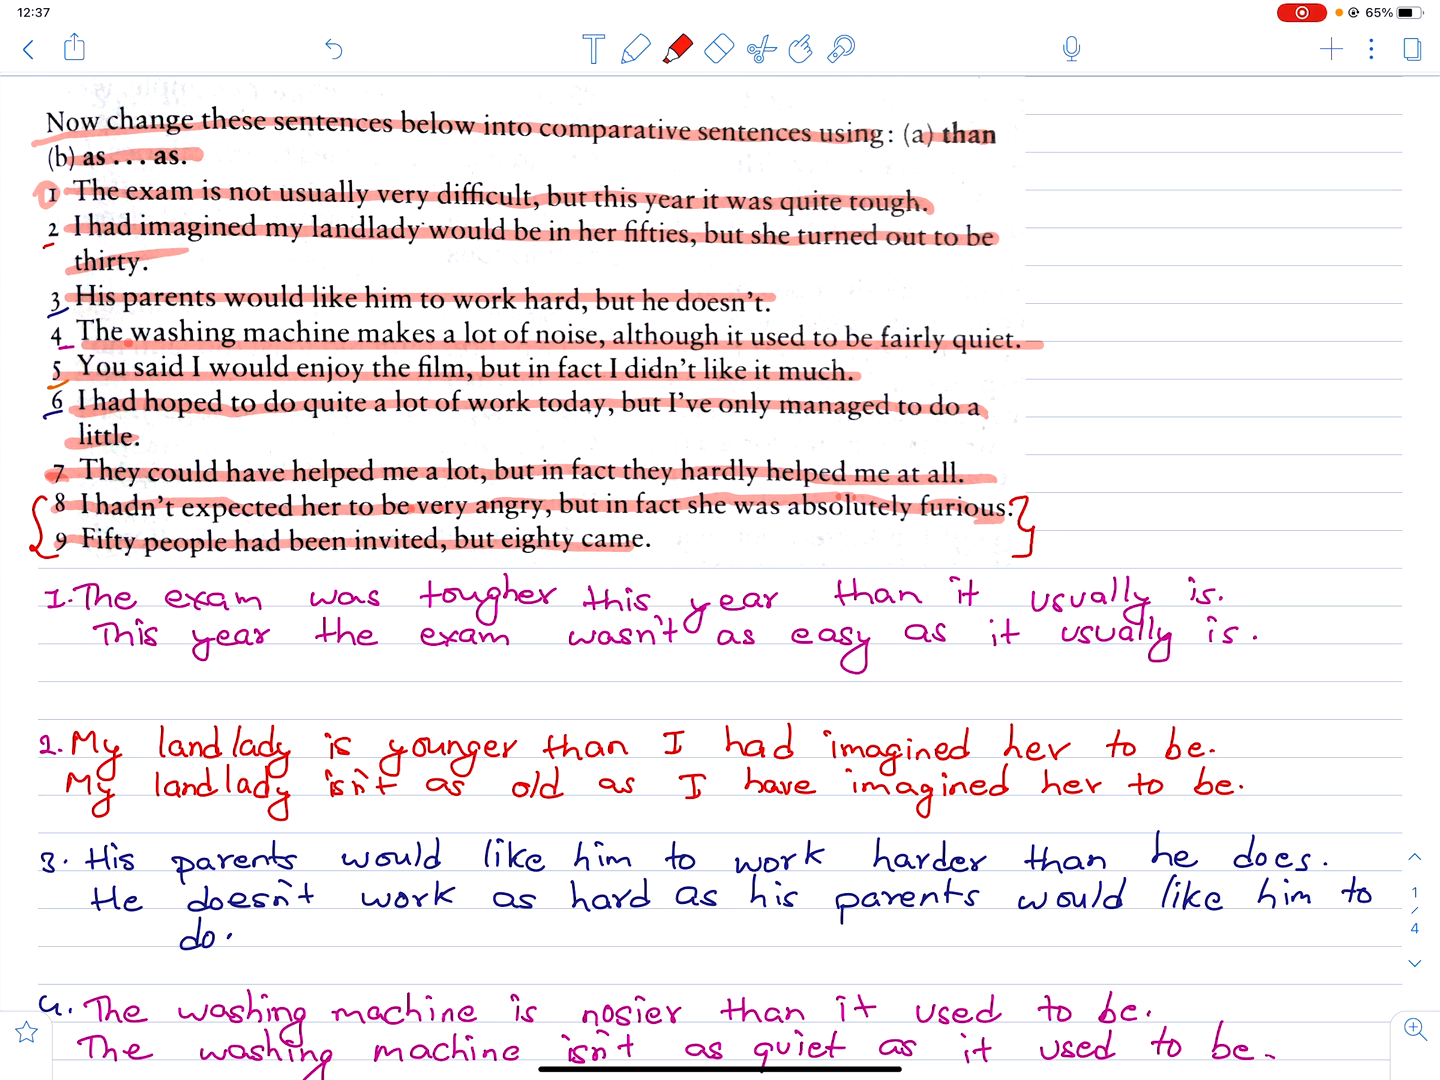 12:37
65%
Now change these sentences below into comparative sentences using: (a) than
(b) as ... as.
1 The exam is not usually very difficult, but this year it was quite tough.
2 I had imagined my landlady would be in her fifties, but she turned out to be
thirty.
3 His parents would like him to work hard, but he doesn't.
4 The washing machine makes a lot of noise, although it used to be fairly quiet.
5 You said I would enjoy the film, but in fact I didn't like it much.
6 I had hoped to do quite a lot of work today, but I've only managed to do a
little.
7 They could have helped me a lot, but in fact they hardly helped me at all.
8 I hadn't expected her to be very angry, but in fact she was absolutely furious.
9 Fifty people had been invited, but eighty came.
1. The exam was tougher this year than it usually is.
This year the exam wasn't as easy as it usually is.
2. My landlady is younger than I had imagined her to be.
My landlady isn't as old as I have imagined her to be.
3. His parents would like him to work harder than he does.
He doesn't work as hard as his parents would like him to
do.
1
/
4
4. The washing machine is nosier than it used to be.
The washing machine isn't as quiet as it used to be.